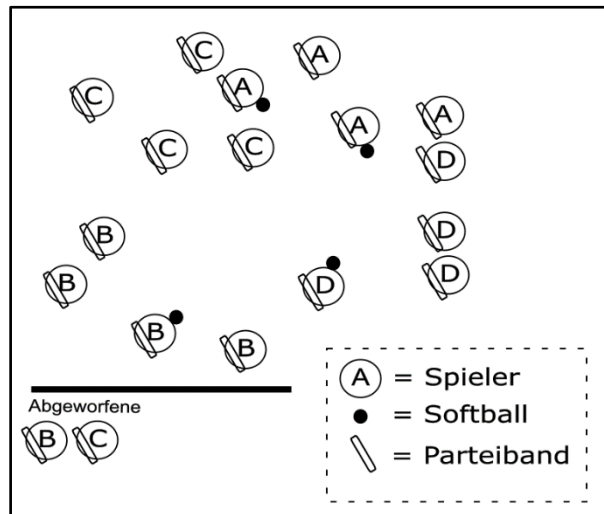 C
A
C
A
A
A
C
C
D
B
D
B
D
D
B
B
A = Spieler
= Softball
= Parteiband
Abgeworfene
B C